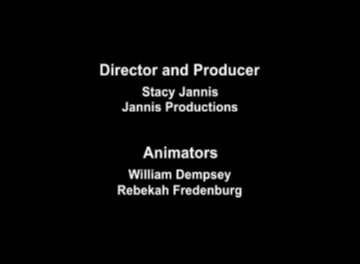 Director and Producer
Stacy Jannis
Jannis Productions
Animators
William Dempsey
Rebekah Fredenburg